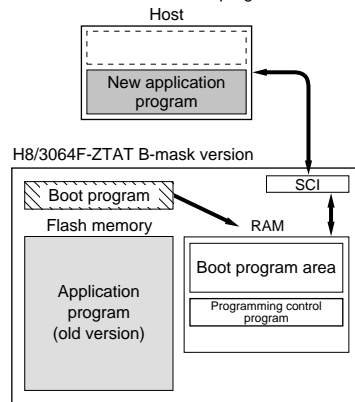 Host
New application
program
H8/3064F-ZTAT B-mask version
SCI
Boot program
Flash memory
RAM
Boot program area
Application
program
(old version)
Programming control
program